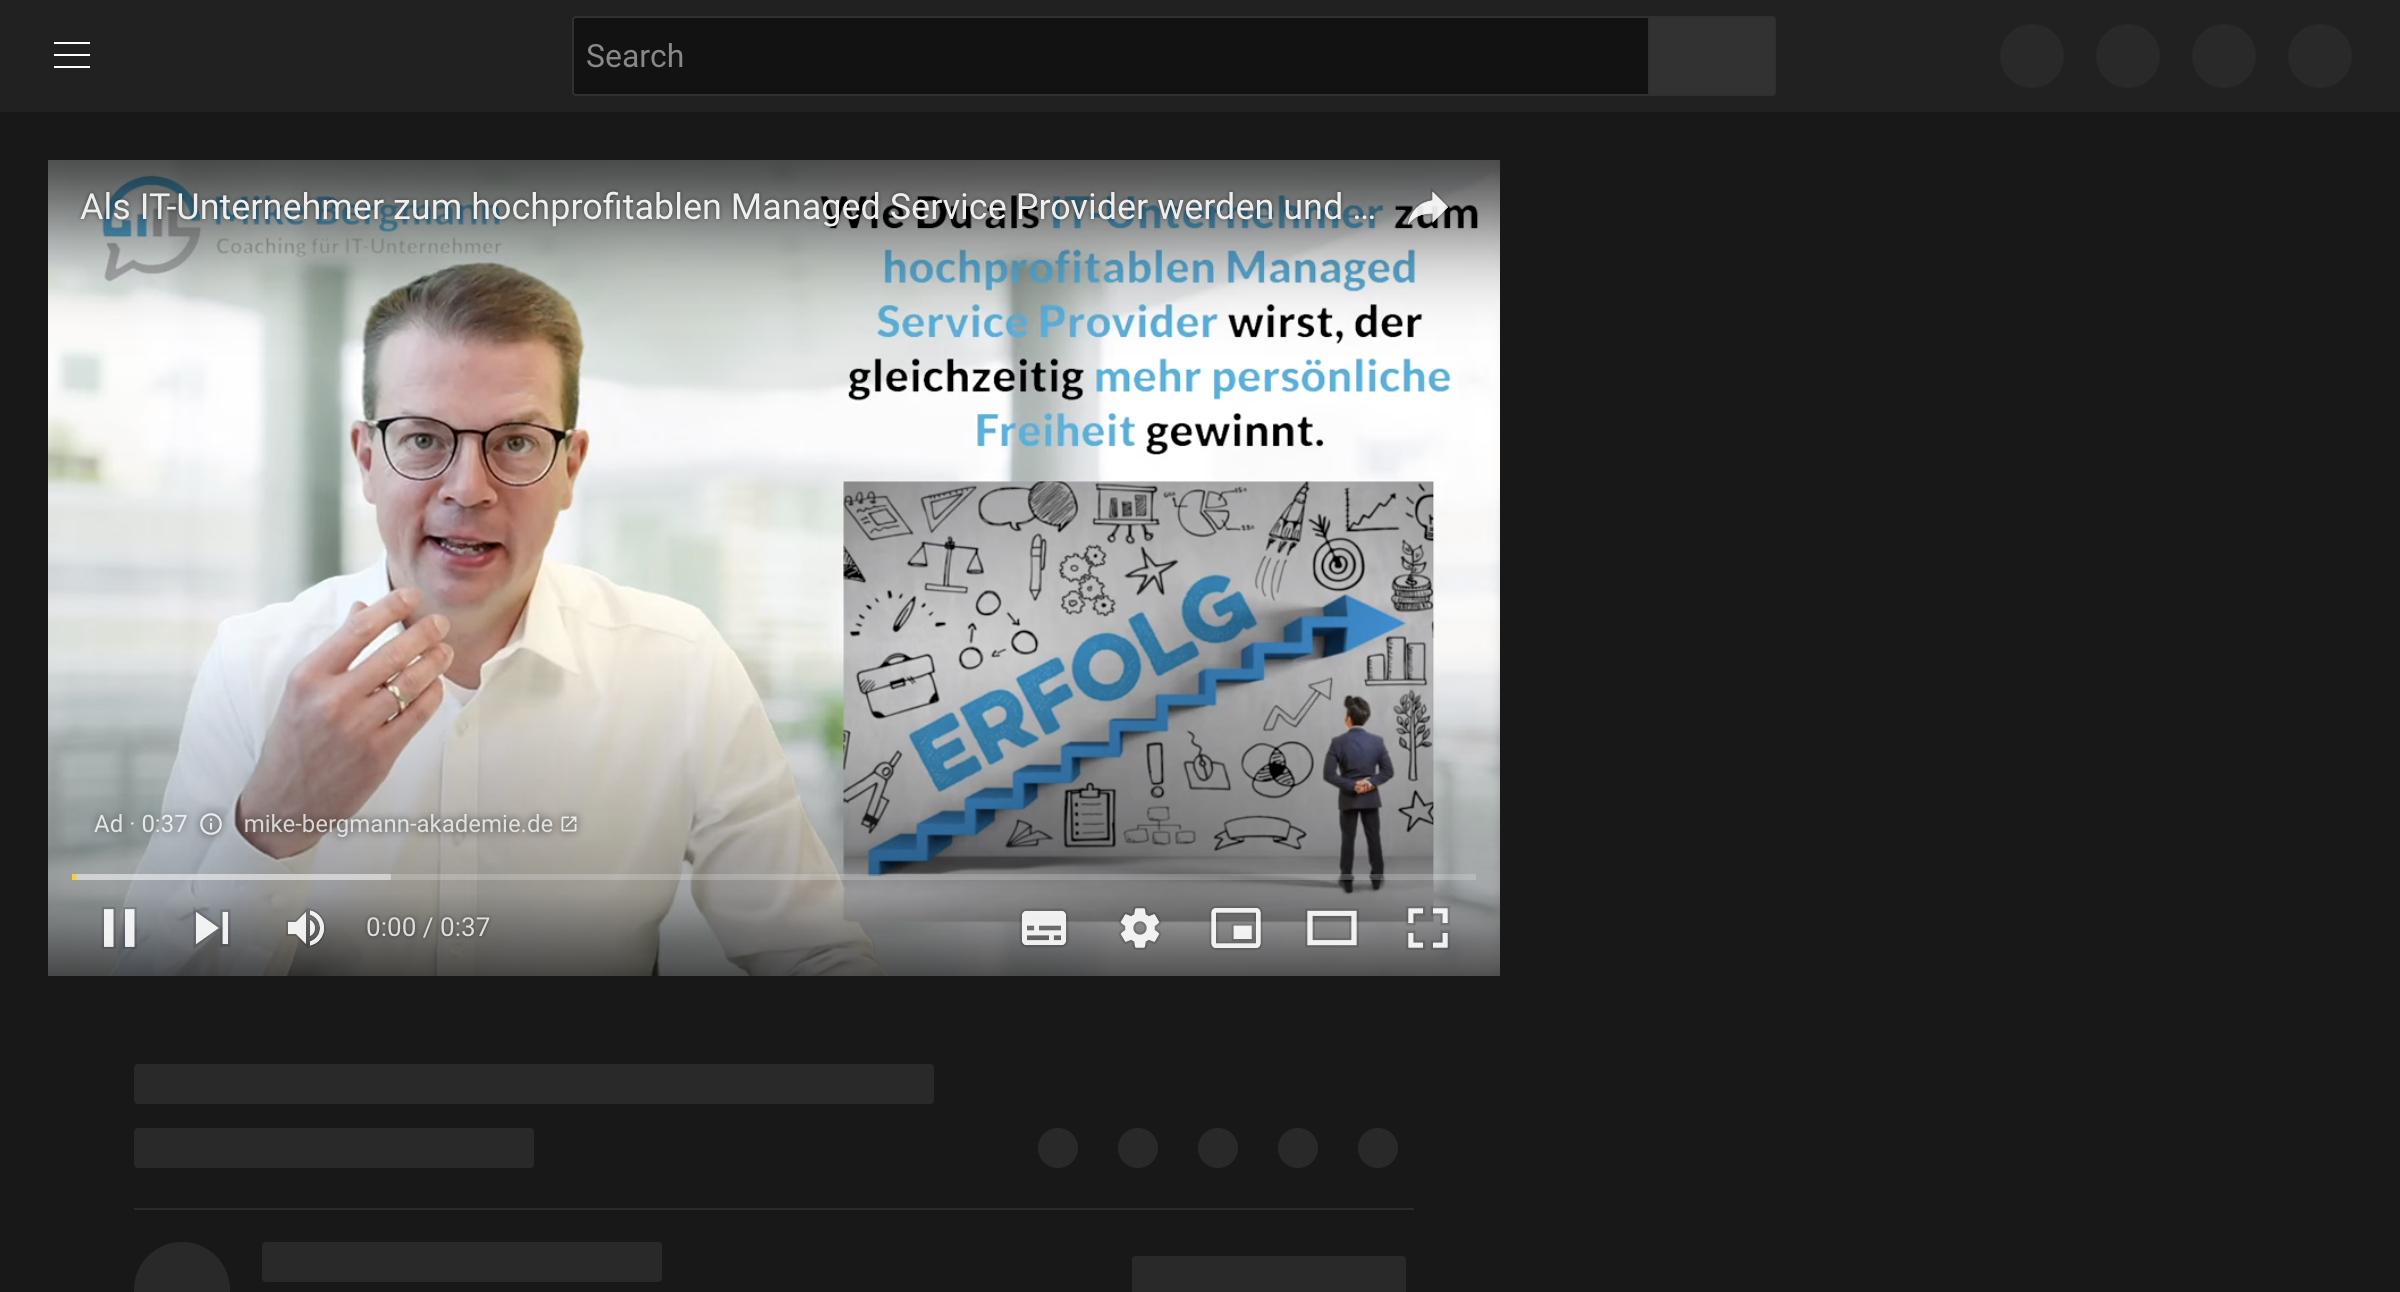 Search
Als IT-Unternehmer zum hochprofitablen Managed Service Provider werden und ...
Mike Bergmann
Coaching für IT-Unternehmer
Wie Du als IT-Unternehmer zum
hochprofitablen Managed
Service Provider wirst, der
gleichzeitig mehr persönliche
Freiheit gewinnt.
ERFOLG
Ad · 0:37 mike-bergmann-akademie.de
0:00 / 0:37